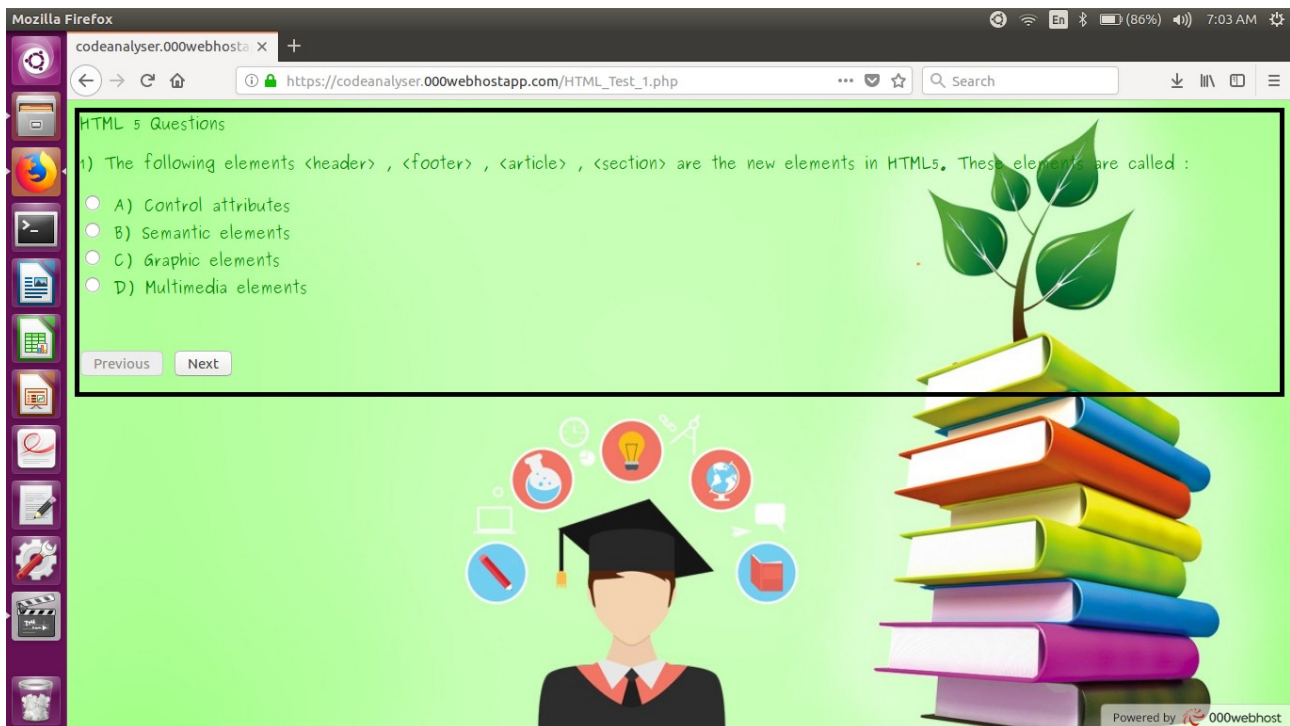 Mozilla Firefox
En (86%) 7:03 AM
codeanalyser.000webhosta
https://codeanalyser.000webhostapp.com/HTML_Test_1.php
Search
HTML 5 Questions
1) The following elements <header> , <footer> , <article> , <section> are the new elements in HTML5. These elements are called :
A) Control attributes
B) Semantic elements
C) Graphic elements
D) Multimedia elements
Previous Next
Powered by 000webhost